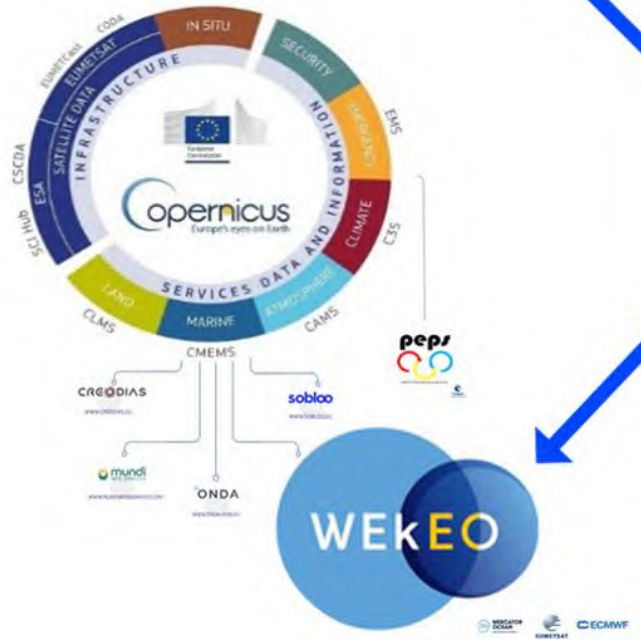 CODA
EUMETCast
EUMETSAT
IN SITU
SATELLITE DATA
INFRASTRUCTURE
CSCDA
ESA
SCI Hub
SECURITY
EMERGENCY
EMS
CLIMATE
C3S
ATMOSPHERE
CAMS
MARINE
CMEMS
LAND
CLMS
SERVICES DATA AND INFORMATION
European
Commission
Copernicus
Europe's eyes on Earth
peps
CREODIAS
sobloo
mundi
ONDA
WEkEO
MERCATOR
OCEAN
EUMETSAT
ECMWF